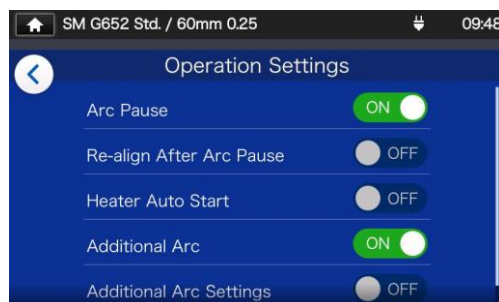 SM G652 Std. / 60mm 0.25 09:48
Operation Settings
Arc Pause ON
Re-align After Arc Pause OFF
Heater Auto Start OFF
Additional Arc ON
Additional Arc Settings OFF